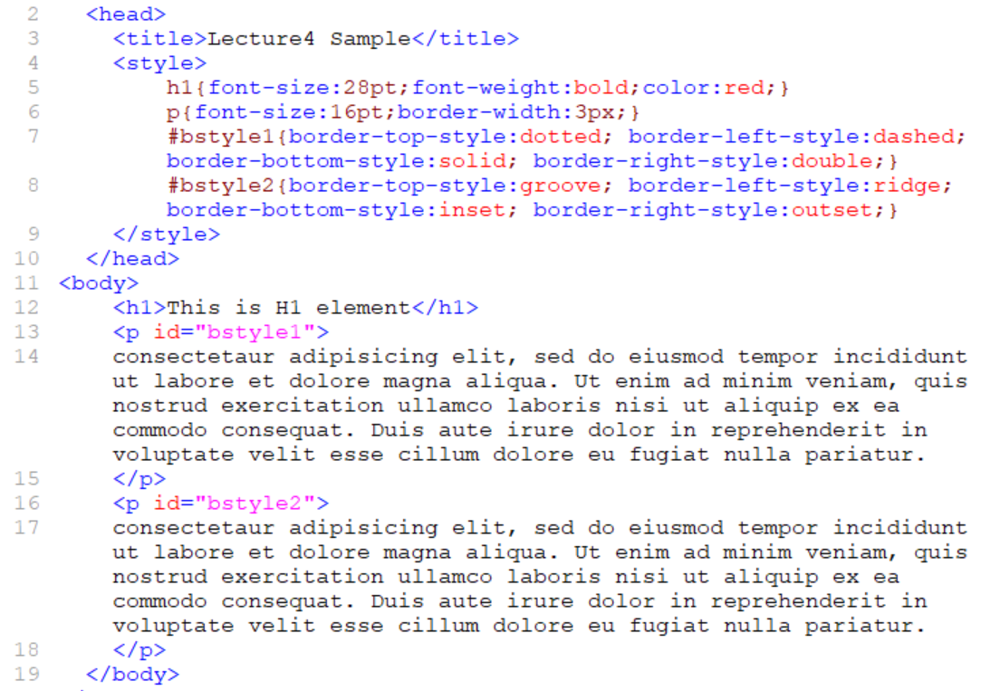 2 <head>
3 <title>Lecture4 Sample</title>
4 <style>
5 h1{font-size:28pt;font-weight:bold;color:red;}
6 p{font-size:16pt;border-width:3px;}
7 #bstyle1{border-top-style:dotted; border-left-style:dashed;
border-bottom-style:solid; border-right-style:double;}
8 #bstyle2{border-top-style:groove; border-left-style:ridge;
border-bottom-style:inset; border-right-style:outset;}
9 </style>
10 </head>
11 <body>
12 <h1>This is H1 element</h1>
13 <p id="bstyle1">
14 consectetaur adipisicing elit, sed do eiusmod tempor incididunt
ut labore et dolore magna aliqua. Ut enim ad minim veniam, quis
nostrud exercitation ullamco laboris nisi ut aliquip ex ea
commodo consequat. Duis aute irure dolor in reprehenderit in
voluptate velit esse cillum dolore eu fugiat nulla pariatur.
15 </p>
16 <p id="bstyle2">
17 consectetaur adipisicing elit, sed do eiusmod tempor incididunt
ut labore et dolore magna aliqua. Ut enim ad minim veniam, quis
nostrud exercitation ullamco laboris nisi ut aliquip ex ea
commodo consequat. Duis aute irure dolor in reprehenderit in
voluptate velit esse cillum dolore eu fugiat nulla pariatur.
18 </p>
19 </body>